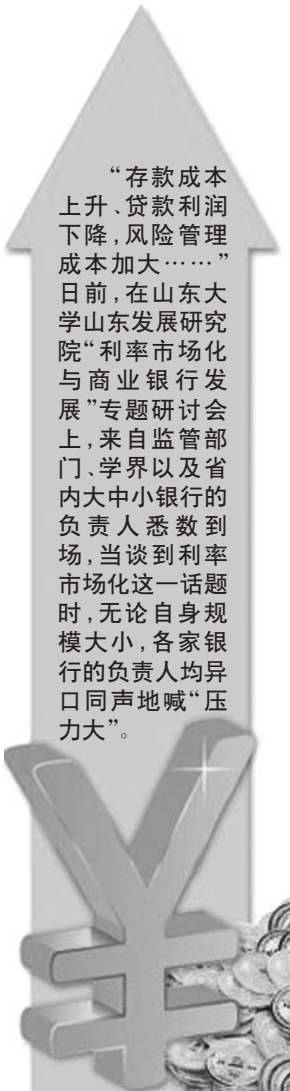 “存款成本
上升、贷款利润
下降，风险管理
成本加大……”
日前，在山东大
学山东发展研究
院“利率市场化
与商业银行发
展”专题研讨会
上，来自监管部
门、学界以及省
内大中小银行的
负责人悉数到
场，当谈到利率
市场化这一话题
时，无论自身规
模大小，各家银
行的负责人均异
口同声地喊“压
力大”。